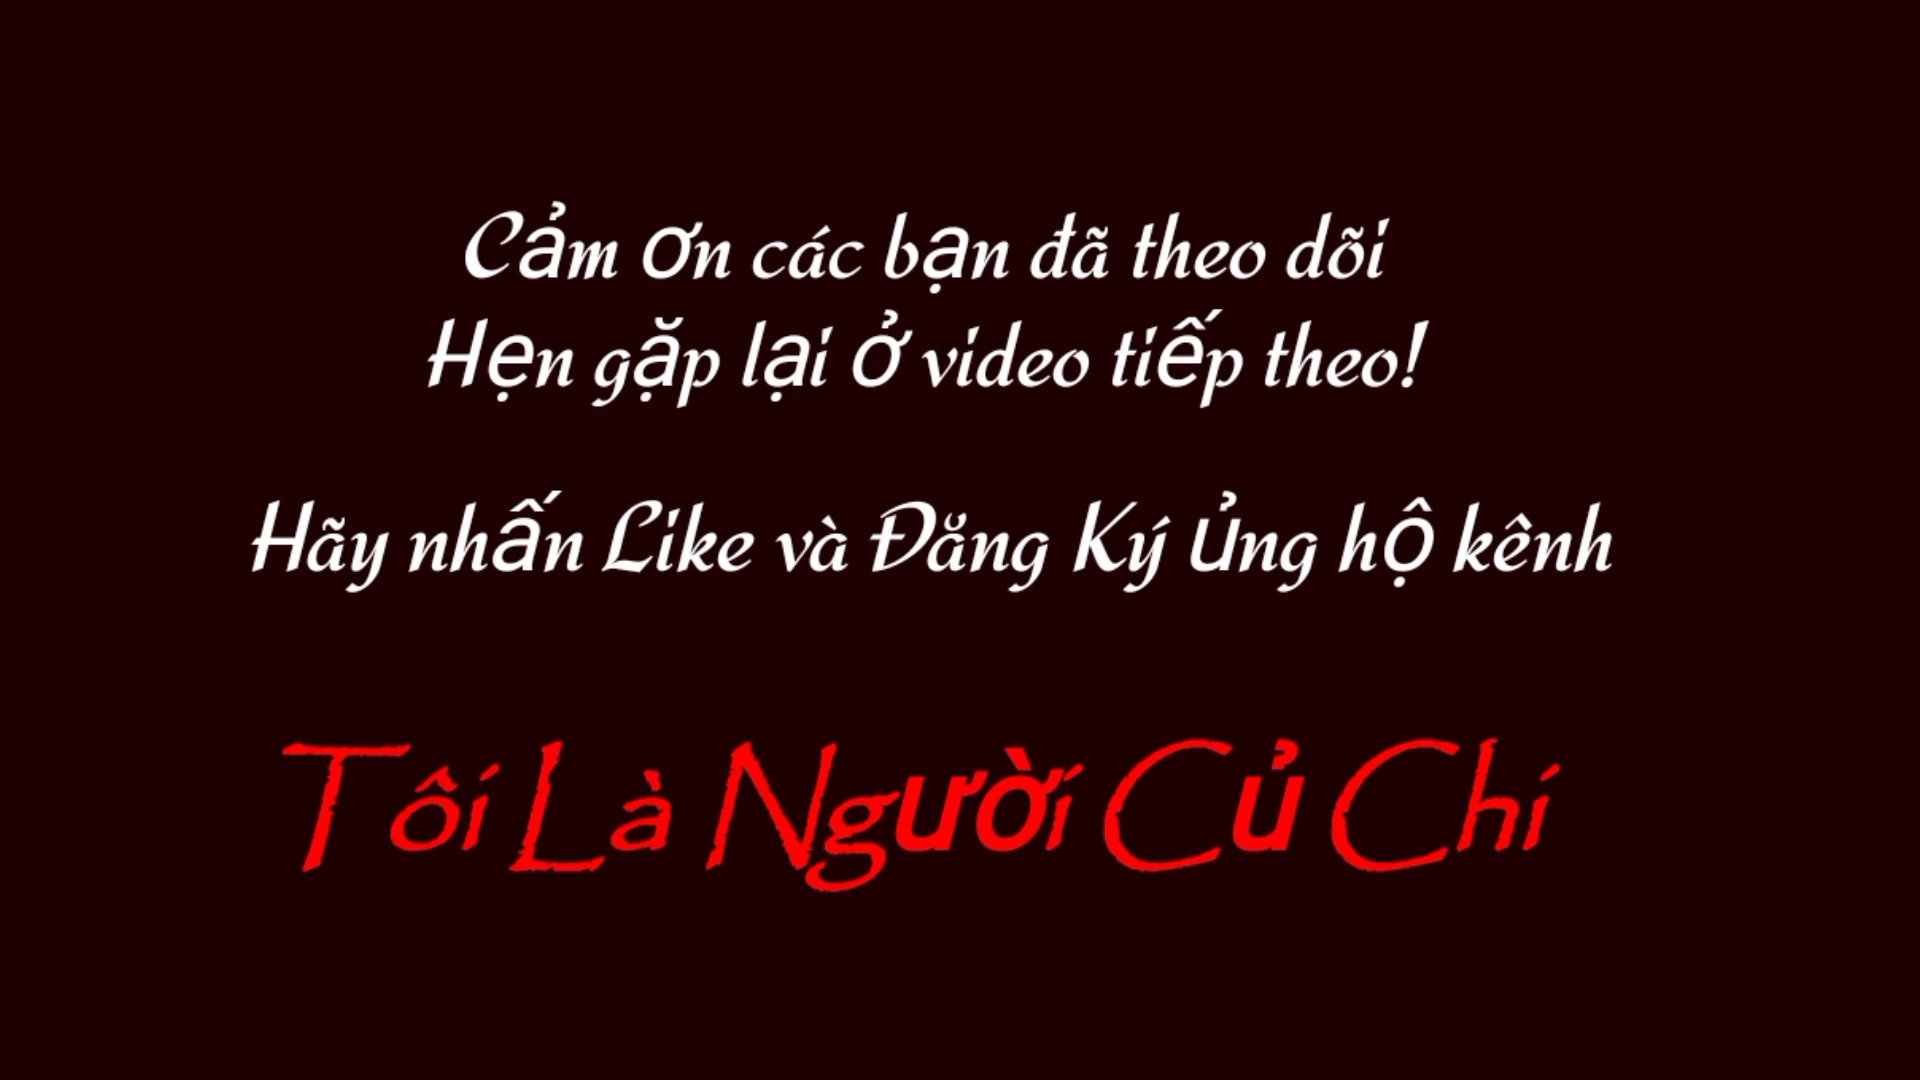 Cảm ơn các bạn đã theo dõi
Hẹn gặp lại ở video tiếp theo!
Hãy nhấn Like và Đăng Ký ủng hộ kênh
Tôi Là Người Củ Chi